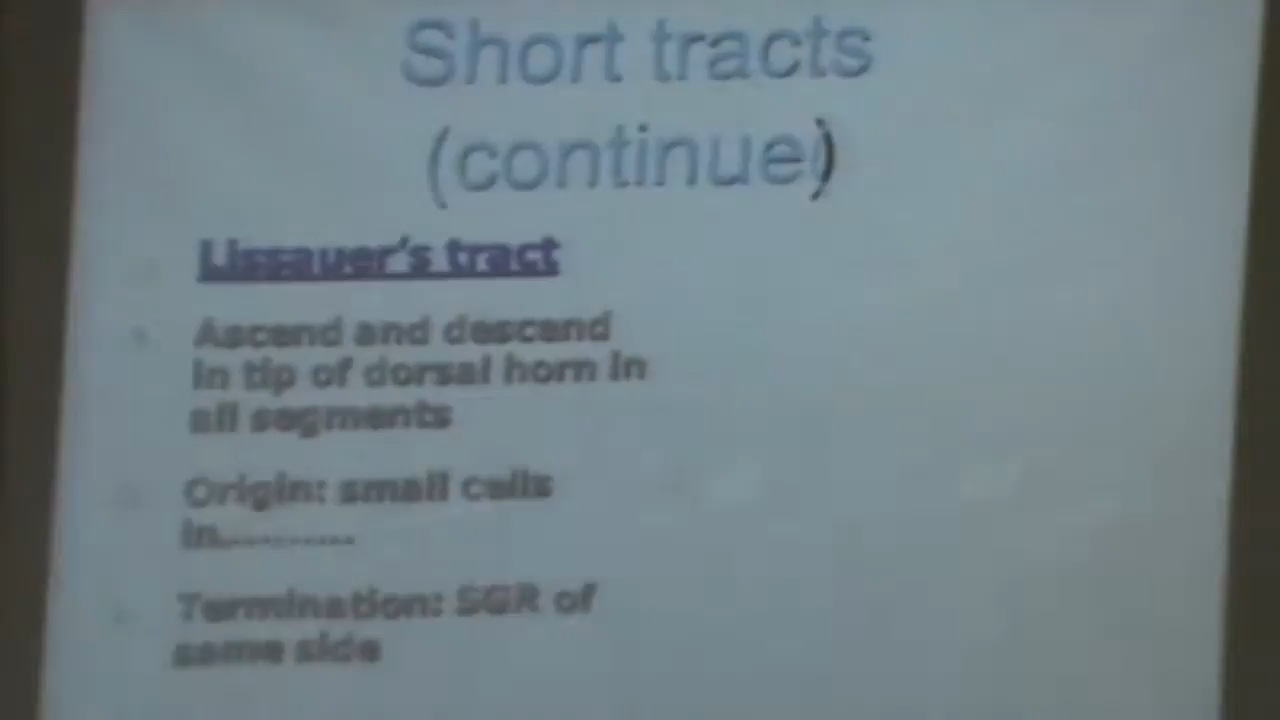 Short tracts
(continue)
Lissauer's tract
Ascend and descend
in tip of dorsal horn in
all segments
Origin: small cells
in...........
Termination: SGR of
same side